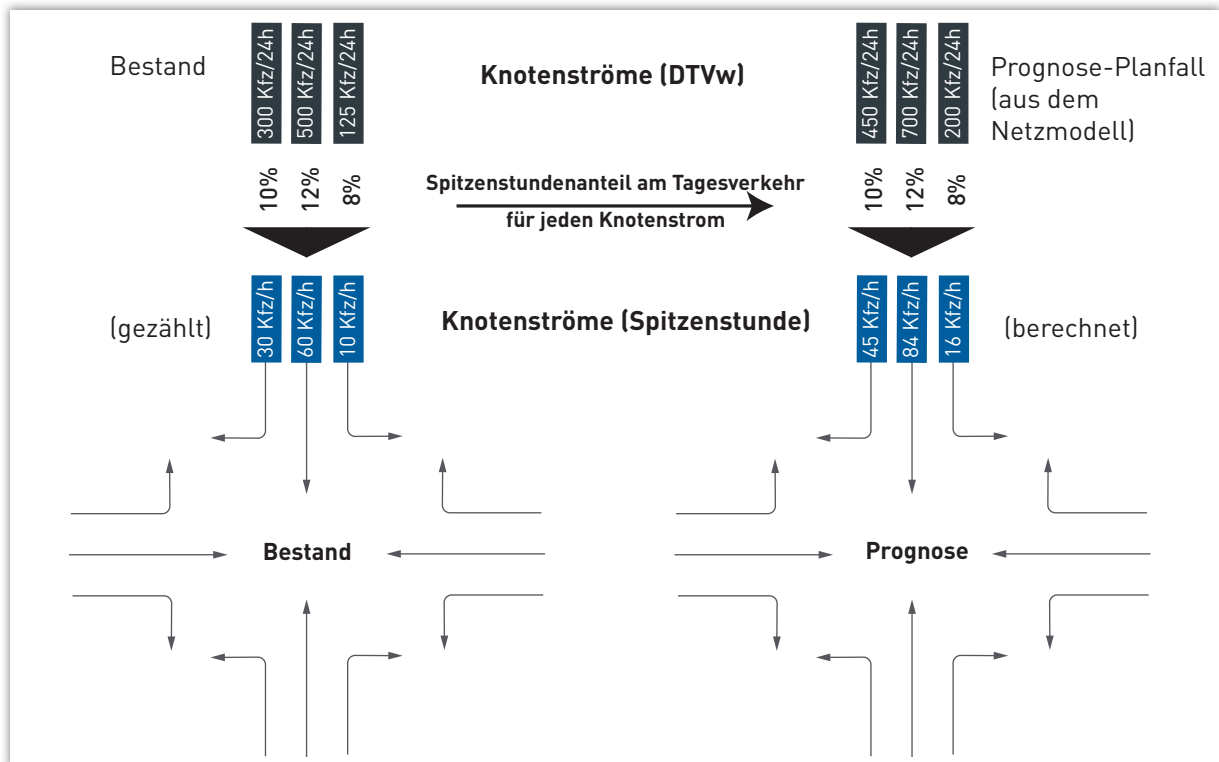 Bestand
300 Kfz/24h
500 Kfz/24h
125 Kfz/24h
Knotenströme (DTVw)
450 Kfz/24h
700 Kfz/24h
200 Kfz/24h
Prognose-Planfall
(aus dem
Netzmodell)
10%
12%
8%
Spitzenstundenanteil am Tagesverkehr
für jeden Knotenstrom
10%
12%
8%
(gezählt)
30 Kfz/h
60 Kfz/h
10 Kfz/h
Knotenströme (Spitzenstunde)
45 Kfz/h
84 Kfz/h
16 Kfz/h
(berechnet)
Bestand
Prognose